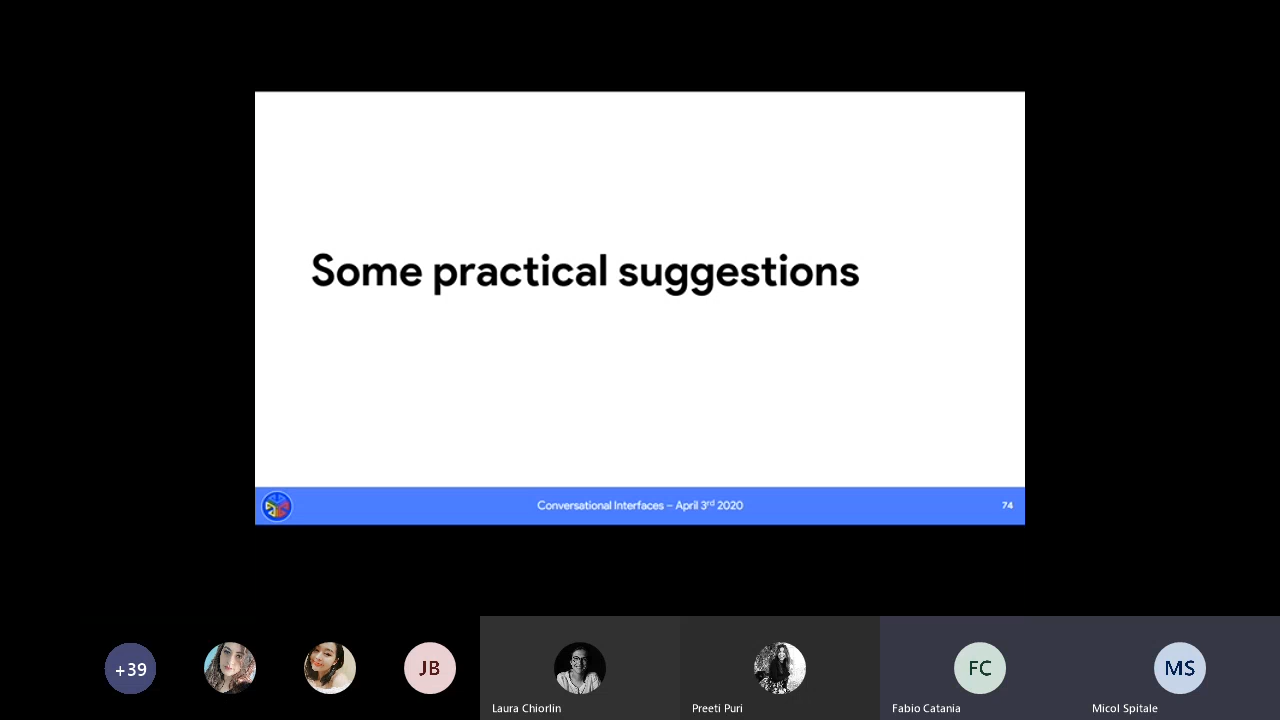 Some practical suggestions
Conversational Interfaces – April 3rd 2020
74
+39
JB
FC
MS
Laura Chiorlin
Preeti Puri
Fabio Catania
Micol Spitale